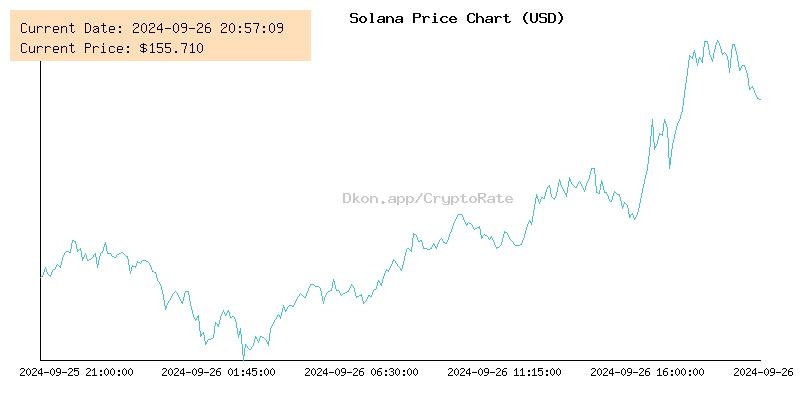 Solana Price Chart (USD)
Current Date: 2024-09-26 20:57:09
Current Price: $155.710
Dkon.app/CryptoRate
2024-09-25 21:00:00
2024-09-26 01:45:00
2024-09-26 06:30:00
2024-09-26 11:15:00
2024-09-26 16:00:00
2024-09-26